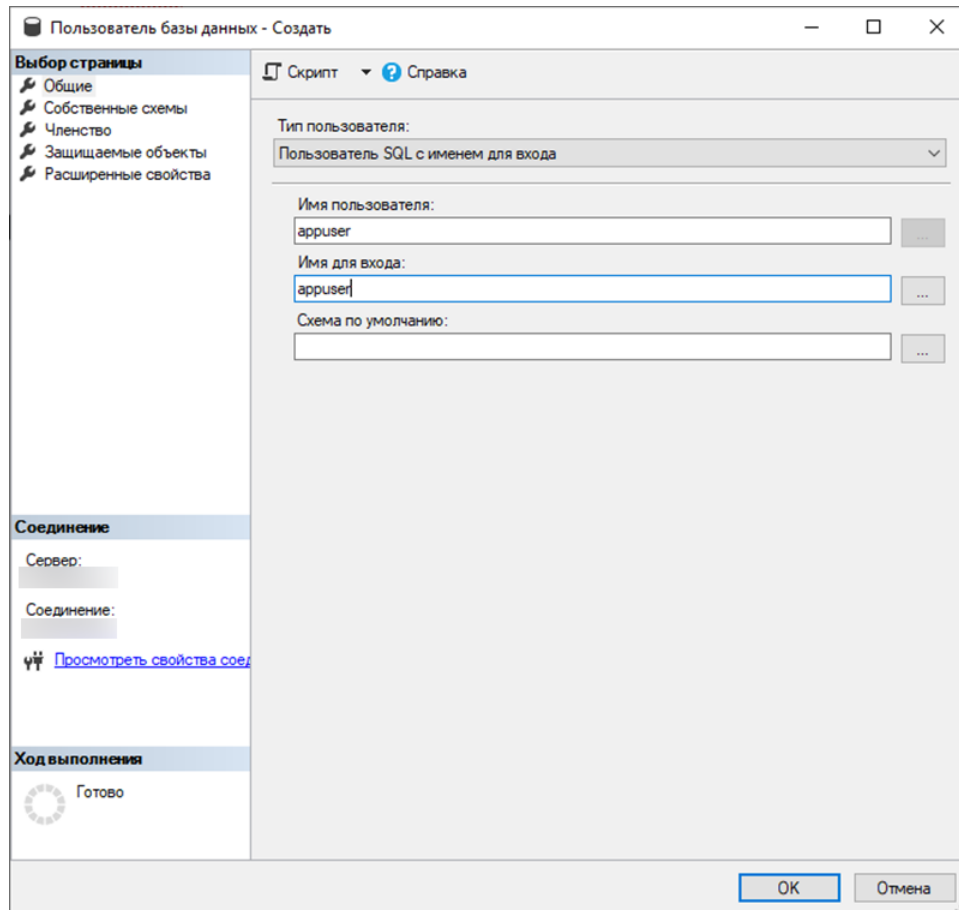 Пользователь базы данных - Создать
Выбор страницы
Общие
Собственные схемы
Членство
Защищаемые объекты
Расширенные свойства
Скрипт
Справка
Тип пользователя:
Пользователь SQL с именем для входа
Имя пользователя:
appuser
...
Имя для входа:
appuser
...
Схема по умолчанию:
...
Соединение
Сервер:
Соединение:
Просмотреть свойства соед
Ход выполнения
Готово
OK
Отмена